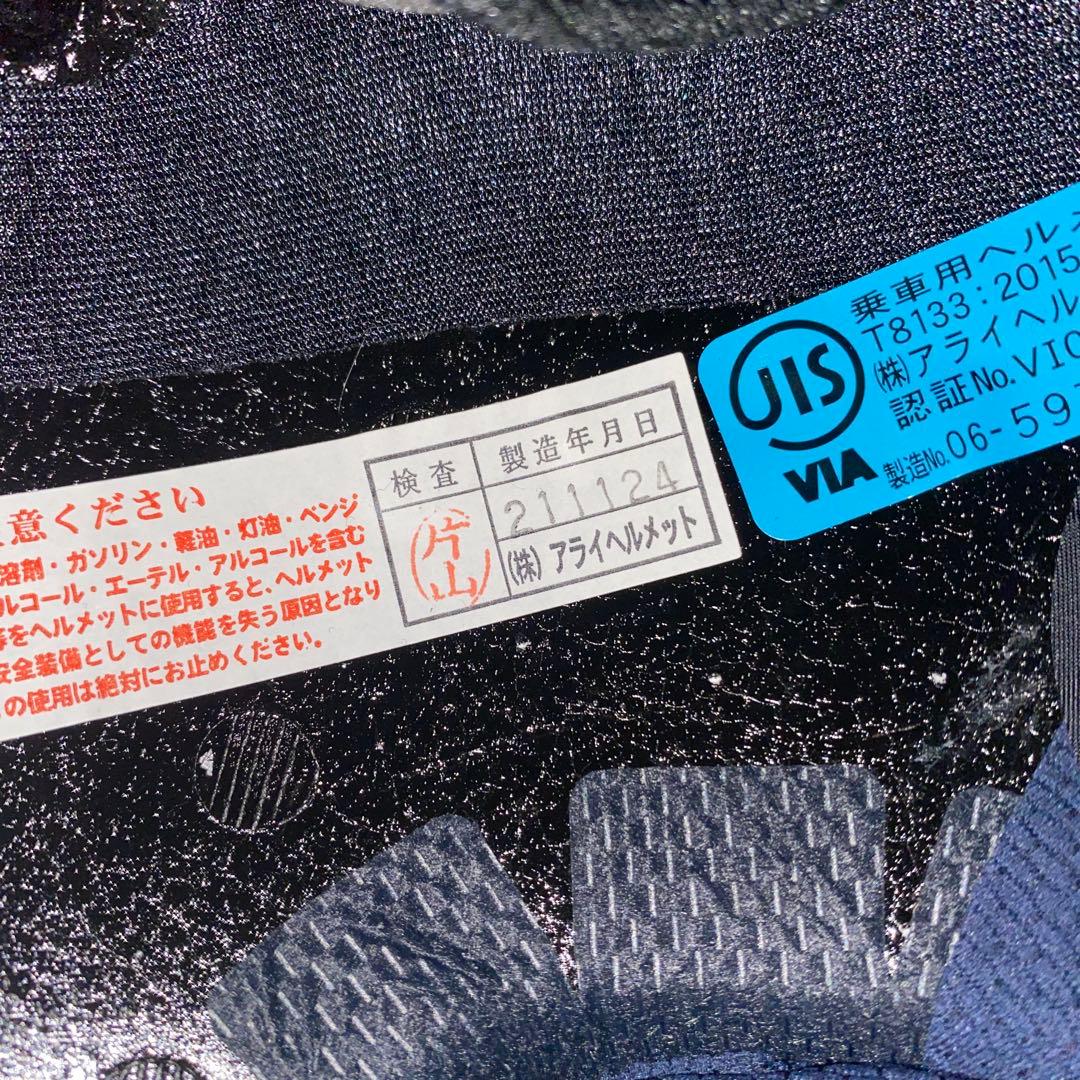 意ください
溶剤・ガソリン・軽油・灯油・ベンジ
ルコール・エーテル・アルコールを含む
等をヘルメットに使用すると、ヘルメット
安全装備としての機能を失う原因となり
の使用は絶対にお止めください。
検査
片山
製造年月日
211124
(株)アライヘルメット
JIS
VIA
乗車用ヘル
T8133:2015
(株)アライヘル
認証No.VIC
製造No.06-59